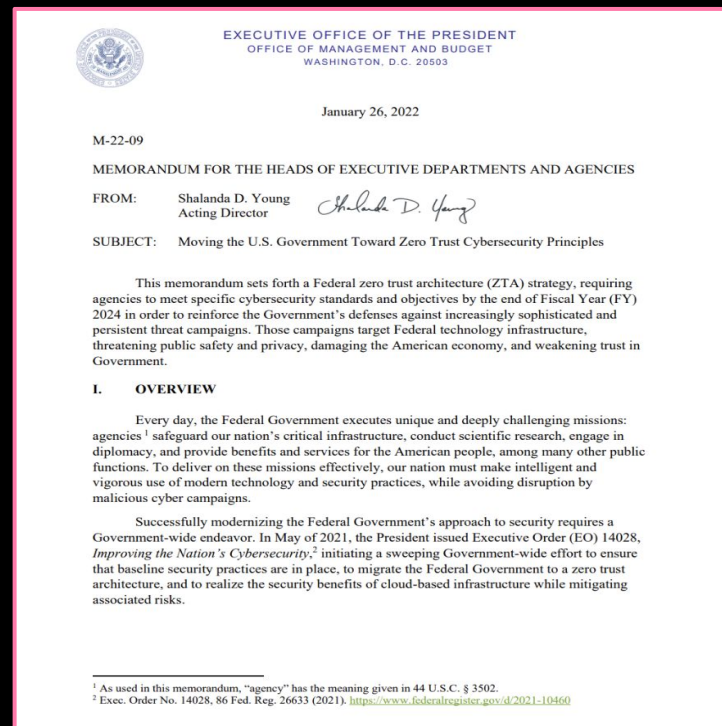 EXECUTIVE OFFICE OF THE PRESIDENT
OFFICE OF MANAGEMENT AND BUDGET
WASHINGTON, D.C. 20503
January 26, 2022
M-22-09
MEMORANDUM FOR THE HEADS OF EXECUTIVE DEPARTMENTS AND AGENCIES
FROM: Shalanda D. Young Shalanda D. Young
Acting Director
SUBJECT: Moving the U.S. Government Toward Zero Trust Cybersecurity Principles
This memorandum sets forth a Federal zero trust architecture (ZTA) strategy, requiring
agencies to meet specific cybersecurity standards and objectives by the end of Fiscal Year (FY)
2024 in order to reinforce the Government's defenses against increasingly sophisticated and
persistent threat campaigns. Those campaigns target Federal technology infrastructure,
threatening public safety and privacy, damaging the American economy, and weakening trust in
Government.
I. OVERVIEW
Every day, the Federal Government executes unique and deeply challenging missions:
agencies 1 safeguard our nation's critical infrastructure, conduct scientific research, engage in
diplomacy, and provide benefits and services for the American people, among many other public
functions. To deliver on these missions effectively, our nation must make intelligent and
vigorous use of modern technology and security practices, while avoiding disruption by
malicious cyber campaigns.
Successfully modernizing the Federal Government's approach to security requires a
Government-wide endeavor. In May of 2021, the President issued Executive Order (EO) 14028,
Improving the Nation's Cybersecurity,2 initiating a sweeping Government-wide effort to ensure
that baseline security practices are in place, to migrate the Federal Government to a zero trust
architecture, and to realize the security benefits of cloud-based infrastructure while mitigating
associated risks.
1 As used in this memorandum, "agency" has the meaning given in 44 U.S.C. § 3502.
2 Exec. Order No. 14028, 86 Fed. Reg. 26633 (2021). https://www.federalregister.gov/d/2021-10460